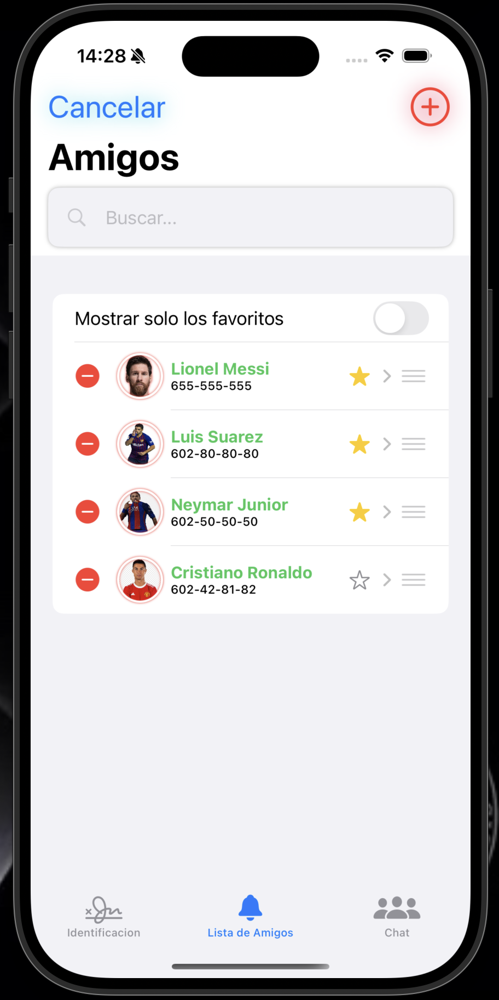 14:28
Cancelar
Amigos
Buscar...
Mostrar solo los favoritos
Lionel Messi
655-555-555
Luis Suarez
602-80-80-80
Neymar Junior
602-50-50-50
Cristiano Ronaldo
602-42-81-82
Identificacion
Lista de Amigos
Chat